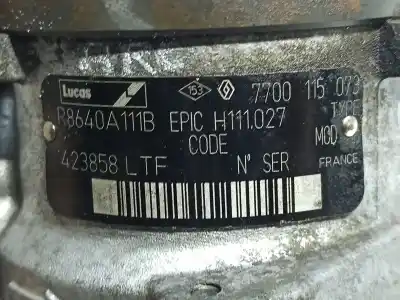 Lucas 153 7700 115 073
R8640A111B EPIC H111.027 TYPE
CODE MOD
423858 LTF N° SER FRANCE